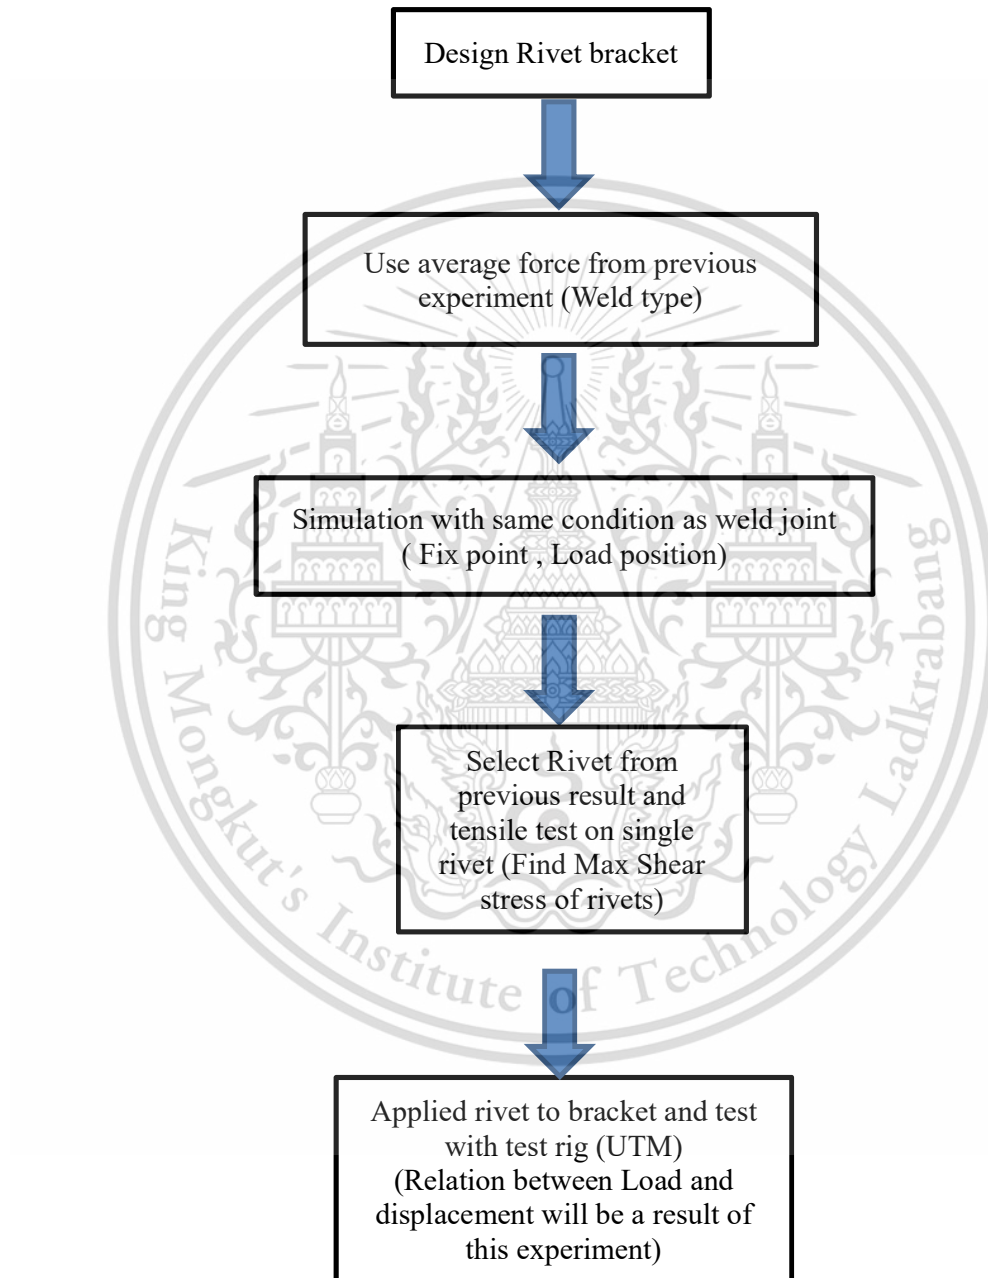 Design Rivet bracket
Use average force from previous
experiment (Weld type)
Simulation with same condition as weld joint
( Fix point , Load position)
Select Rivet from
previous result and
tensile test on single
rivet (Find Max Shear
stress of rivets)
Applied rivet to bracket and test
with test rig (UTM)
(Relation between Load and
displacement will be a result of
this experiment)
King Mongkut's Institute of Technology Ladkrabang